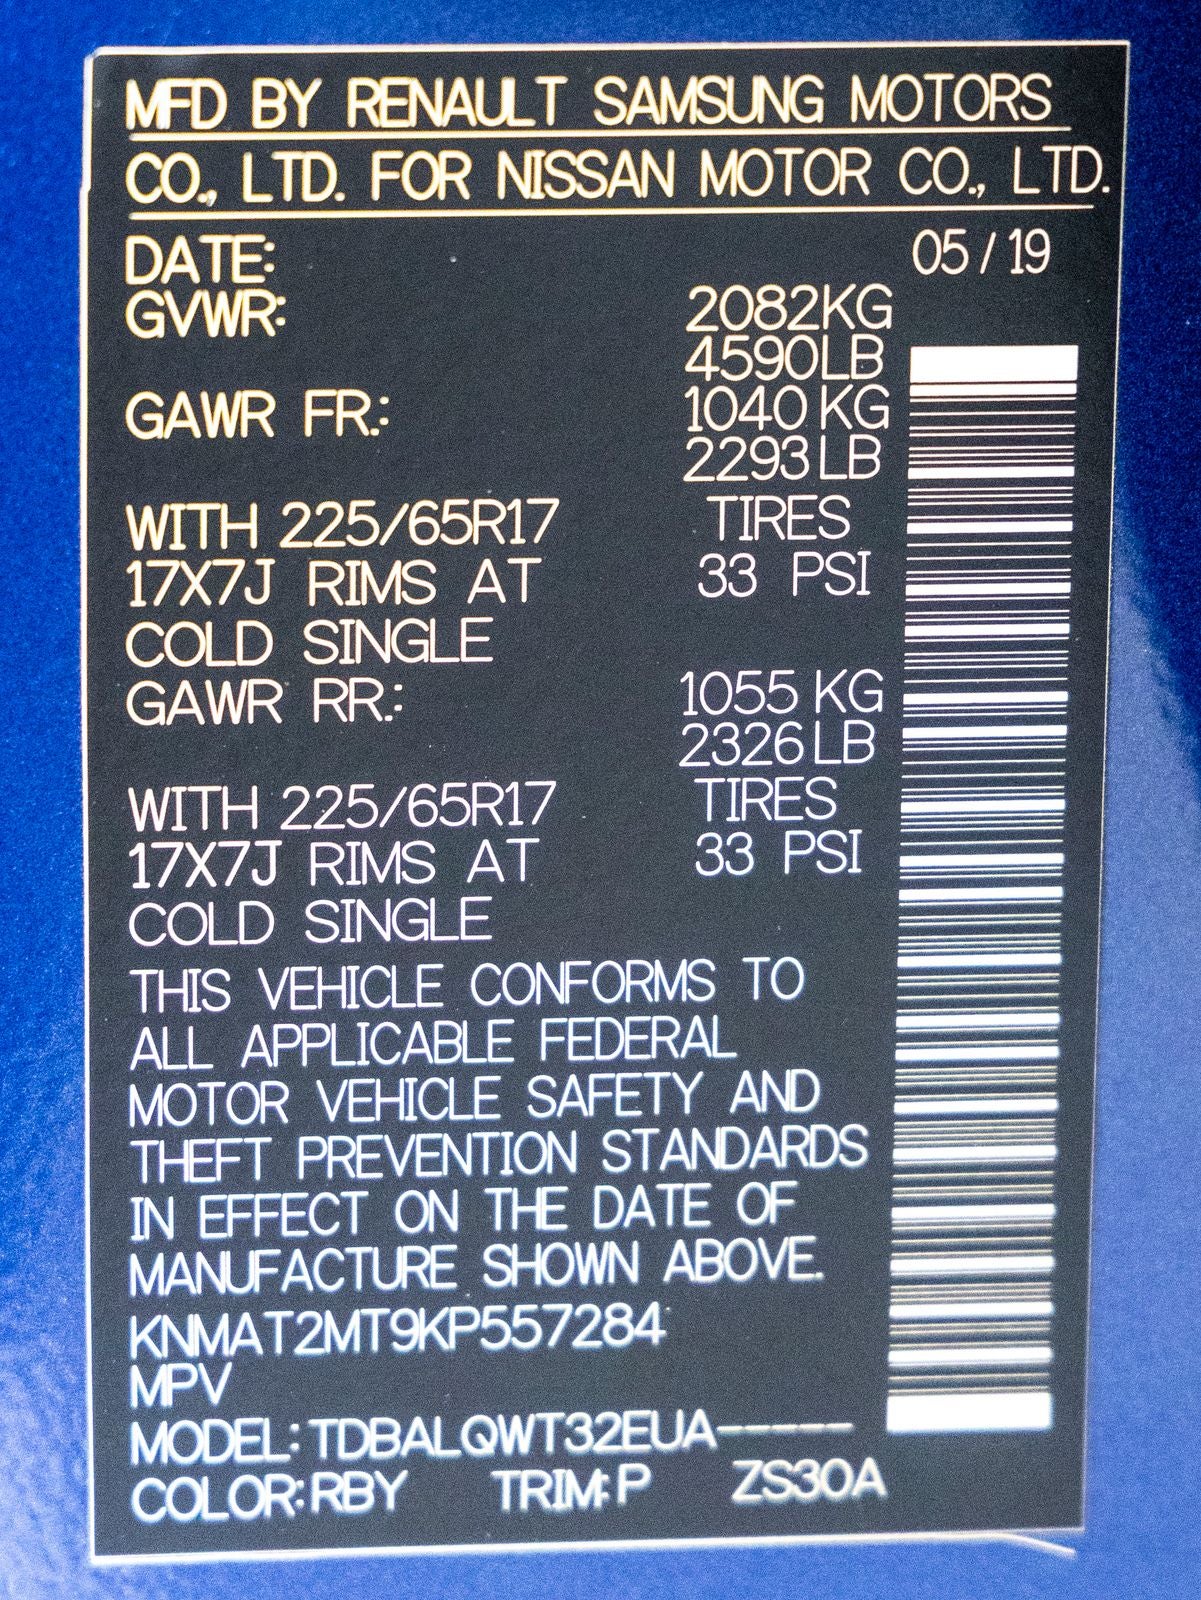 MFD BY RENAULT SAMSUNG MOTORS
CO., LTD. FOR NISSAN MOTOR CO., LTD.
DATE: 05 / 19
GVWR: 2082KG
4590LB
GAWR FR.: 1040 KG
2293 LB
WITH 225/65R17 TIRES
17X7J RIMS AT 33 PSI
COLD SINGLE
GAWR RR.: 1055 KG
2326 LB
WITH 225/65R17 TIRES
17X7J RIMS AT 33 PSI
COLD SINGLE
THIS VEHICLE CONFORMS TO
ALL APPLICABLE FEDERAL
MOTOR VEHICLE SAFETY AND
THEFT PREVENTION STANDARDS
IN EFFECT ON THE DATE OF
MANUFACTURE SHOWN ABOVE.
KNMAT2MT9KP557284
MPV
MODEL: TDBALQWT32EUA-----
COLOR: RBY TRIM: P ZS30A